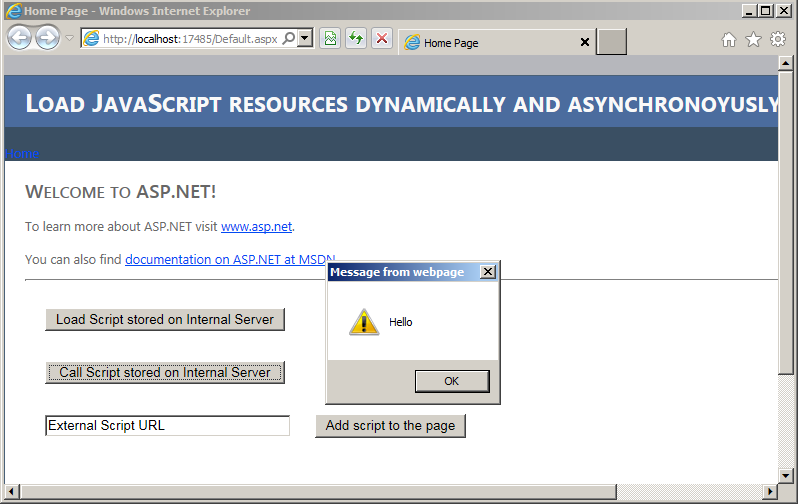 Home Page - Windows Internet Explorer
http://localhost:17485/Default.aspx
Home Page
LOAD JAVASCRIPT RESOURCES DYNAMICALLY AND ASYNCHRONOYUSLY
Home
WELCOME TO ASP.NET!
To learn more about ASP.NET visit www.asp.net.
You can also find documentation on ASP.NET at MSDN
Message from webpage
Hello
OK
Load Script stored on Internal Server
Call Script stored on Internal Server
External Script URL
Add script to the page